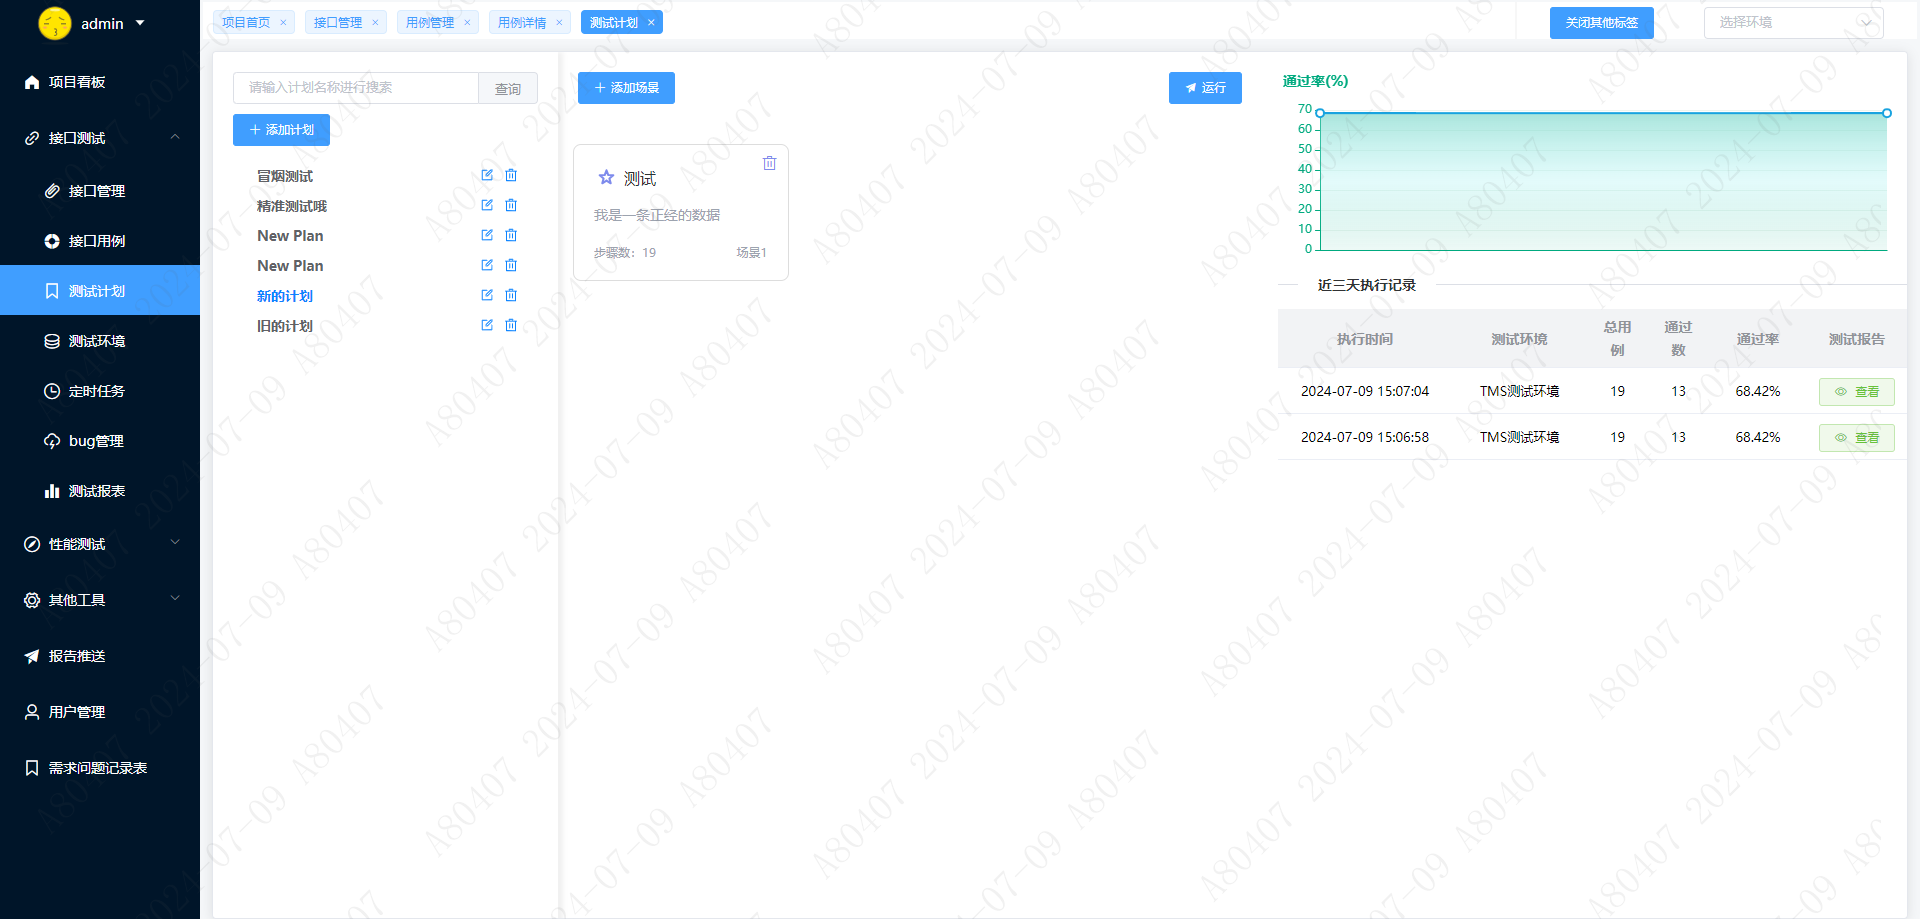 admin
项目看板
接口测试
接口管理
接口用例
测试计划
测试环境
定时任务
bug管理
测试报表
性能测试
其他工具
报告推送
用户管理
需求问题记录表
项目首页 × 接口管理 × 用例管理 × 用例详情 × 测试计划 ×
关闭其他标签 选择环境
请输入计划名称进行搜索 查询
+ 添加计划
冒烟测试
精准测试哦
New Plan
New Plan
新的计划
旧的计划
+ 添加场景 运行
测试
我是一条正经的数据
步骤数：19 场景1
通过率(%)
70
60
50
40
30
20
10
0
近三天执行记录
执行时间 测试环境 总用例 通过数 通过率 测试报告
2024-07-09 15:07:04 TMS测试环境 19 13 68.42% 查看
2024-07-09 15:06:58 TMS测试环境 19 13 68.42% 查看
A80407 2024-07-09